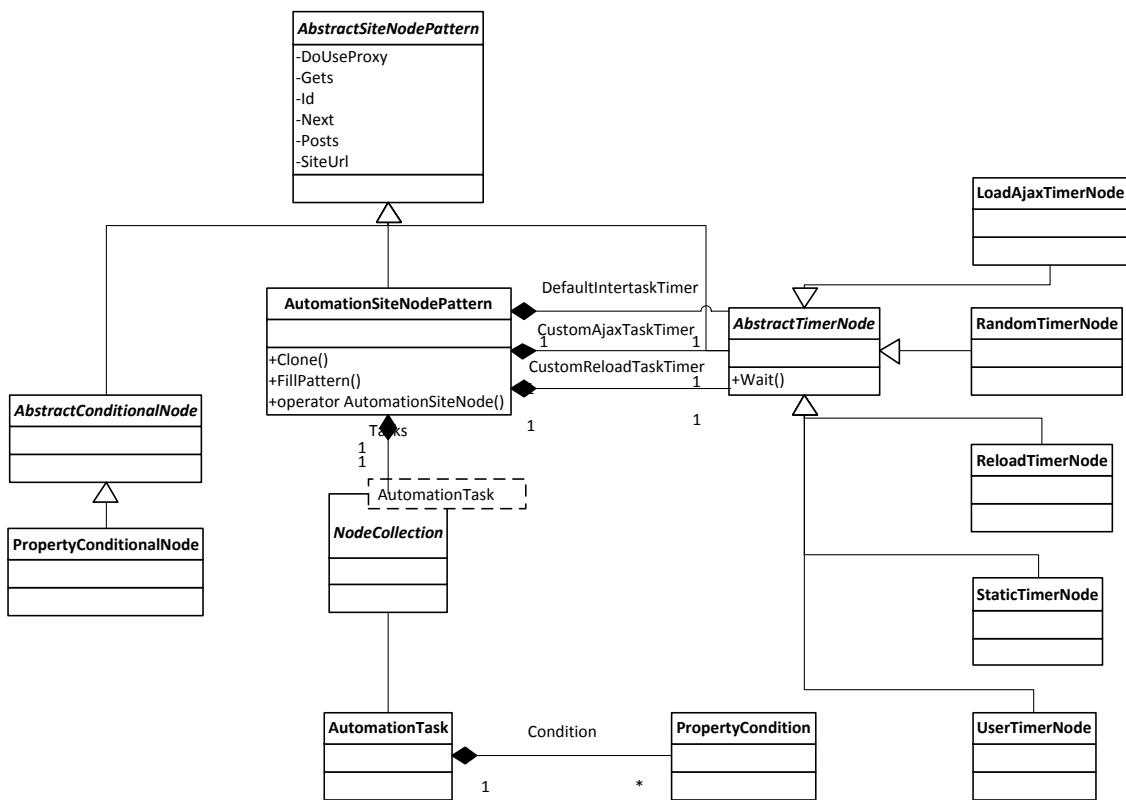 AbstractSiteNodePattern
-DoUseProxy
-Gets
-Id
-Next
-Posts
-SiteUrl
LoadAjaxTimerNode
AutomationSiteNodePattern
+Clone()
+FillPattern()
+operator AutomationSiteNode()
DefaultIntertaskTimer
CustomAjaxTaskTimer
1
1
CustomReloadTaskTimer
1
1
1
1
AbstractTimerNode
+Wait()
RandomTimerNode
AbstractConditionalNode
Tasks
1
1
ReloadTimerNode
AutomationTask
NodeCollection
PropertyConditionalNode
StaticTimerNode
AutomationTask
Condition
1
*
PropertyCondition
UserTimerNode